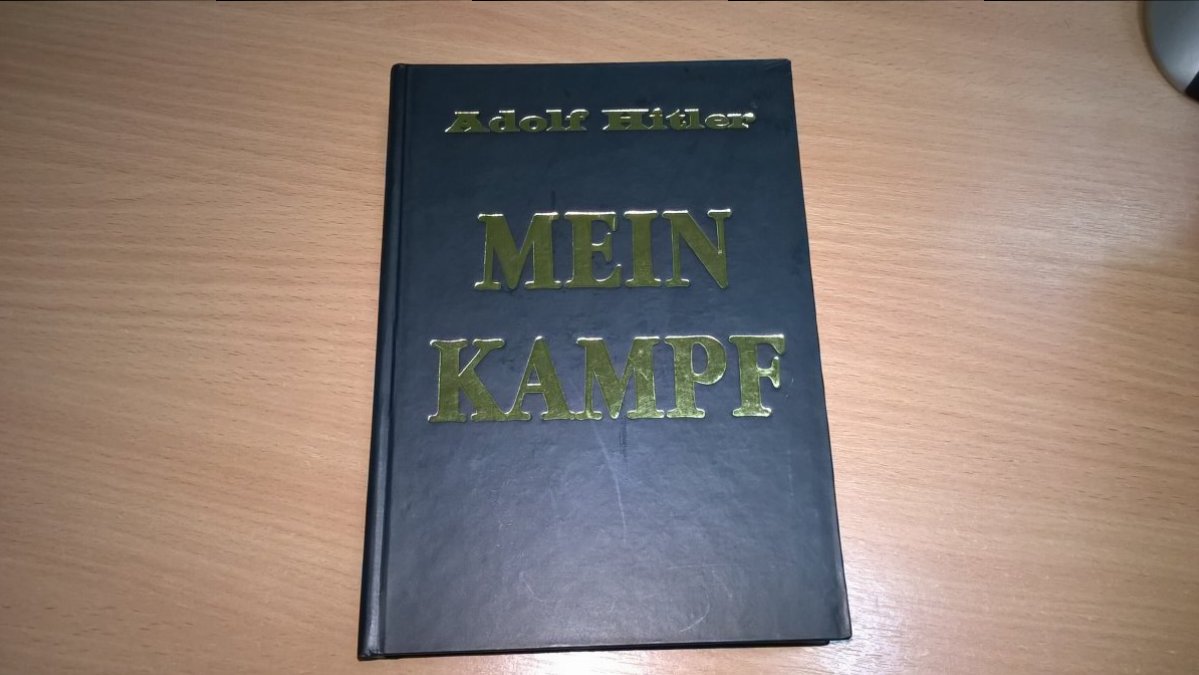 Adolf Hitler
MEIN
KAMPF